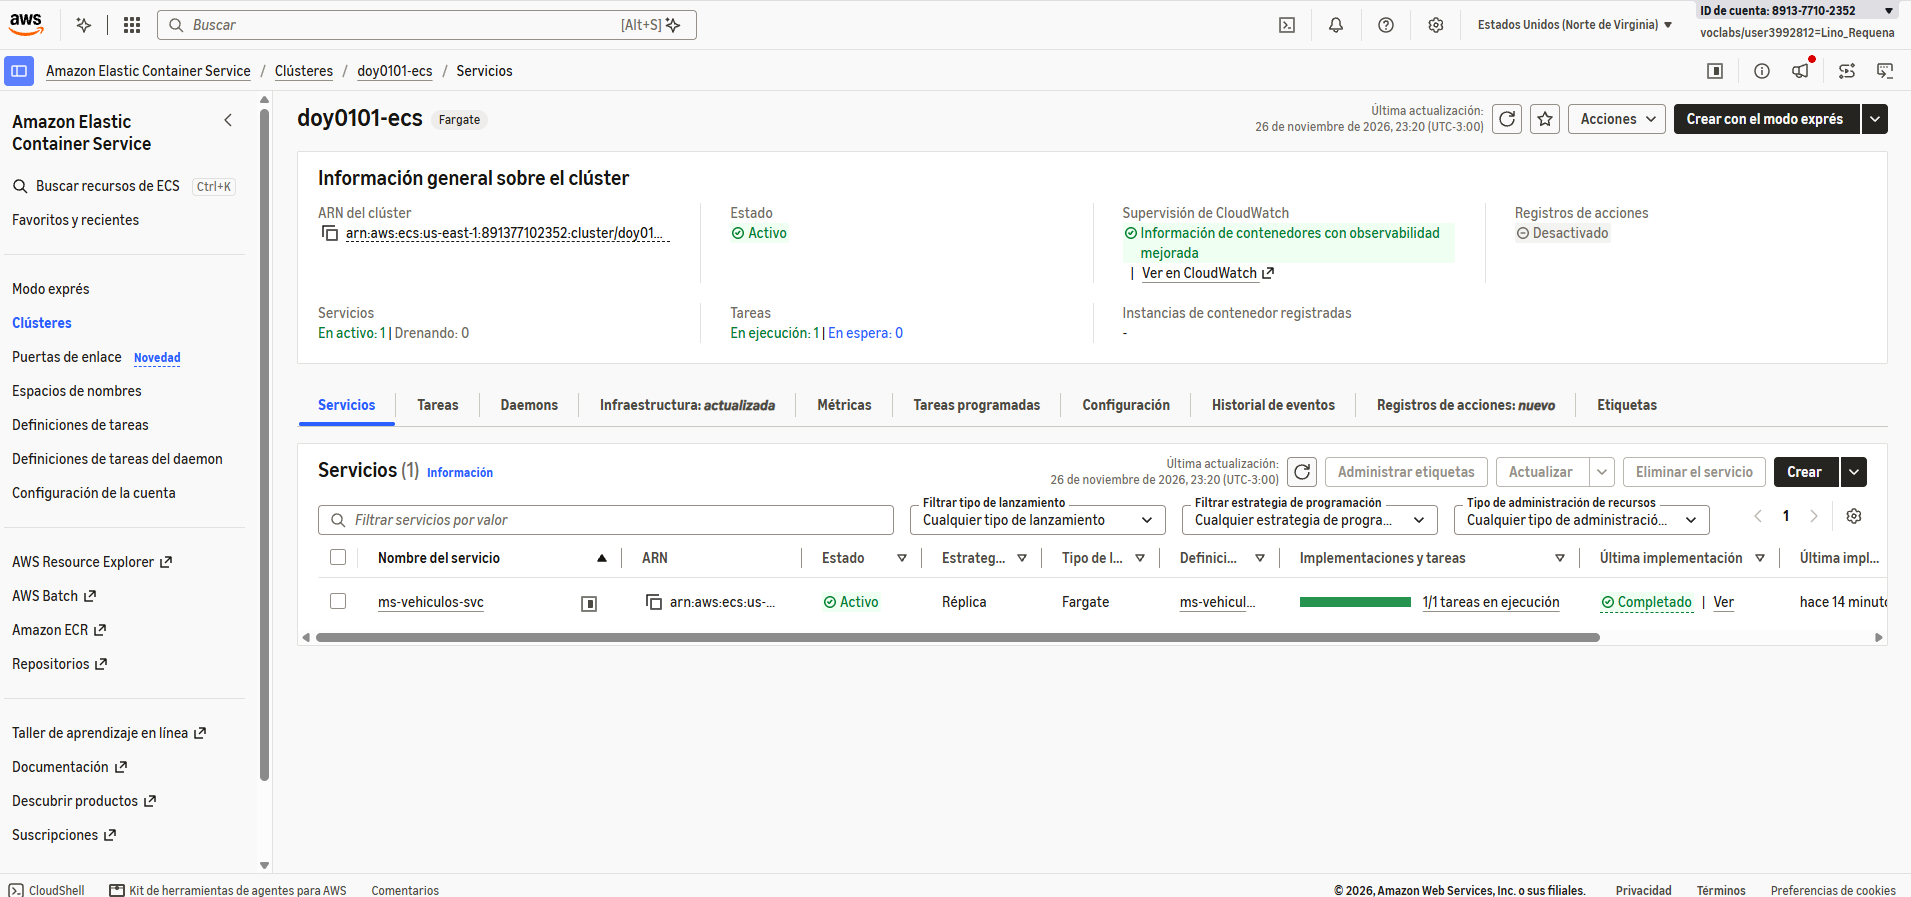 aws
Buscar
[Alt+S]
Estados Unidos (Norte de Virginia)
ID de cuenta: 8913-7710-2352
voclabs/user3992812=Lino_Requena
Amazon Elastic Container Service / Clústeres / doy0101-ecs / Servicios
Amazon Elastic
Container Service
Buscar recursos de ECS Ctrl+K
Favoritos y recientes
Modo exprés
Clústeres
Puertas de enlace Novedad
Espacios de nombres
Definiciones de tareas
Definiciones de tareas del daemon
Configuración de la cuenta
AWS Resource Explorer
AWS Batch
Amazon ECR
Repositorios
Taller de aprendizaje en línea
Documentación
Descubrir productos
Suscripciones
doy0101-ecs Fargate
Última actualización:
26 de noviembre de 2026, 23:20 (UTC-3:00)
Acciones
Crear con el modo exprés
Información general sobre el clúster
ARN del clúster
arn:aws:ecs:us-east-1:891377102352:cluster/doy01...
Estado
Activo
Supervisión de CloudWatch
Información de contenedores con observabilidad
mejorada
| Ver en CloudWatch
Registros de acciones
Desactivado
Servicios
En activo: 1 | Drenando: 0
Tareas
En ejecución: 1 | En espera: 0
Instancias de contenedor registradas
-
Servicios
Tareas
Daemons
Infraestructura: actualizada
Métricas
Tareas programadas
Configuración
Historial de eventos
Registros de acciones: nuevo
Etiquetas
Servicios (1) Información
Última actualización:
26 de noviembre de 2026, 23:20 (UTC-3:00)
Administrar etiquetas
Actualizar
Eliminar el servicio
Crear
Filtrar servicios por valor
Filtrar tipo de lanzamiento
Cualquier tipo de lanzamiento
Filtrar estrategia de programación
Cualquier estrategia de progra...
Tipo de administración de recursos
Cualquier tipo de administració...
1
Nombre del servicio
ARN
Estado
Estrateg...
Tipo de l...
Definici...
Implementaciones y tareas
Última implementación
Última impl...
ms-vehiculos-svc
arn:aws:ecs:us-...
Activo
Réplica
Fargate
ms-vehicul...
1/1 tareas en ejecución
Completado | Ver
hace 14 minuto
CloudShell
Kit de herramientas de agentes para AWS
Comentarios
© 2026, Amazon Web Services, Inc. o sus filiales.
Privacidad
Términos
Preferencias de cookies